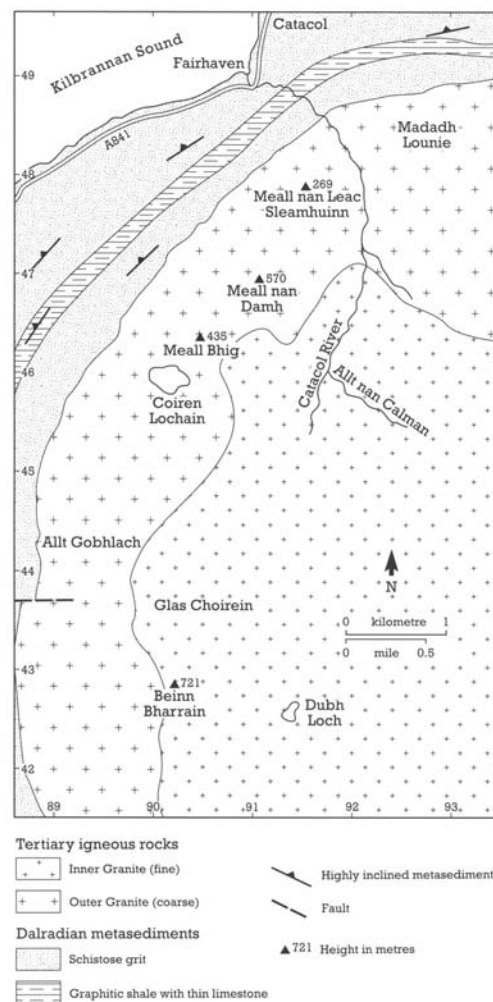 Catacol
Kilbrannan Sound
Fairhaven
A841
49
Madadh
Lounie
48
269
Meall nan Leac
Sleamhuinn
47
570
Meall nan
Damh
435
Meall Bhig
46
Catacol River
Allt nan Calman
Coiren
Lochain
45
Allt Gobhlach
44
N
Glas Choirein
0 kilometre 1
0 mile 0.5
43
721
Beinn
Bharrain
Dubh
Loch
42
89 90 91 92 93
Tertiary igneous rocks
Inner Granite (fine)
Outer Granite (coarse)
Dalradian metasediments
Schistose grit
Graphitic shale with thin limestone
Highly inclined metasediment
Fault
721 Height in metres